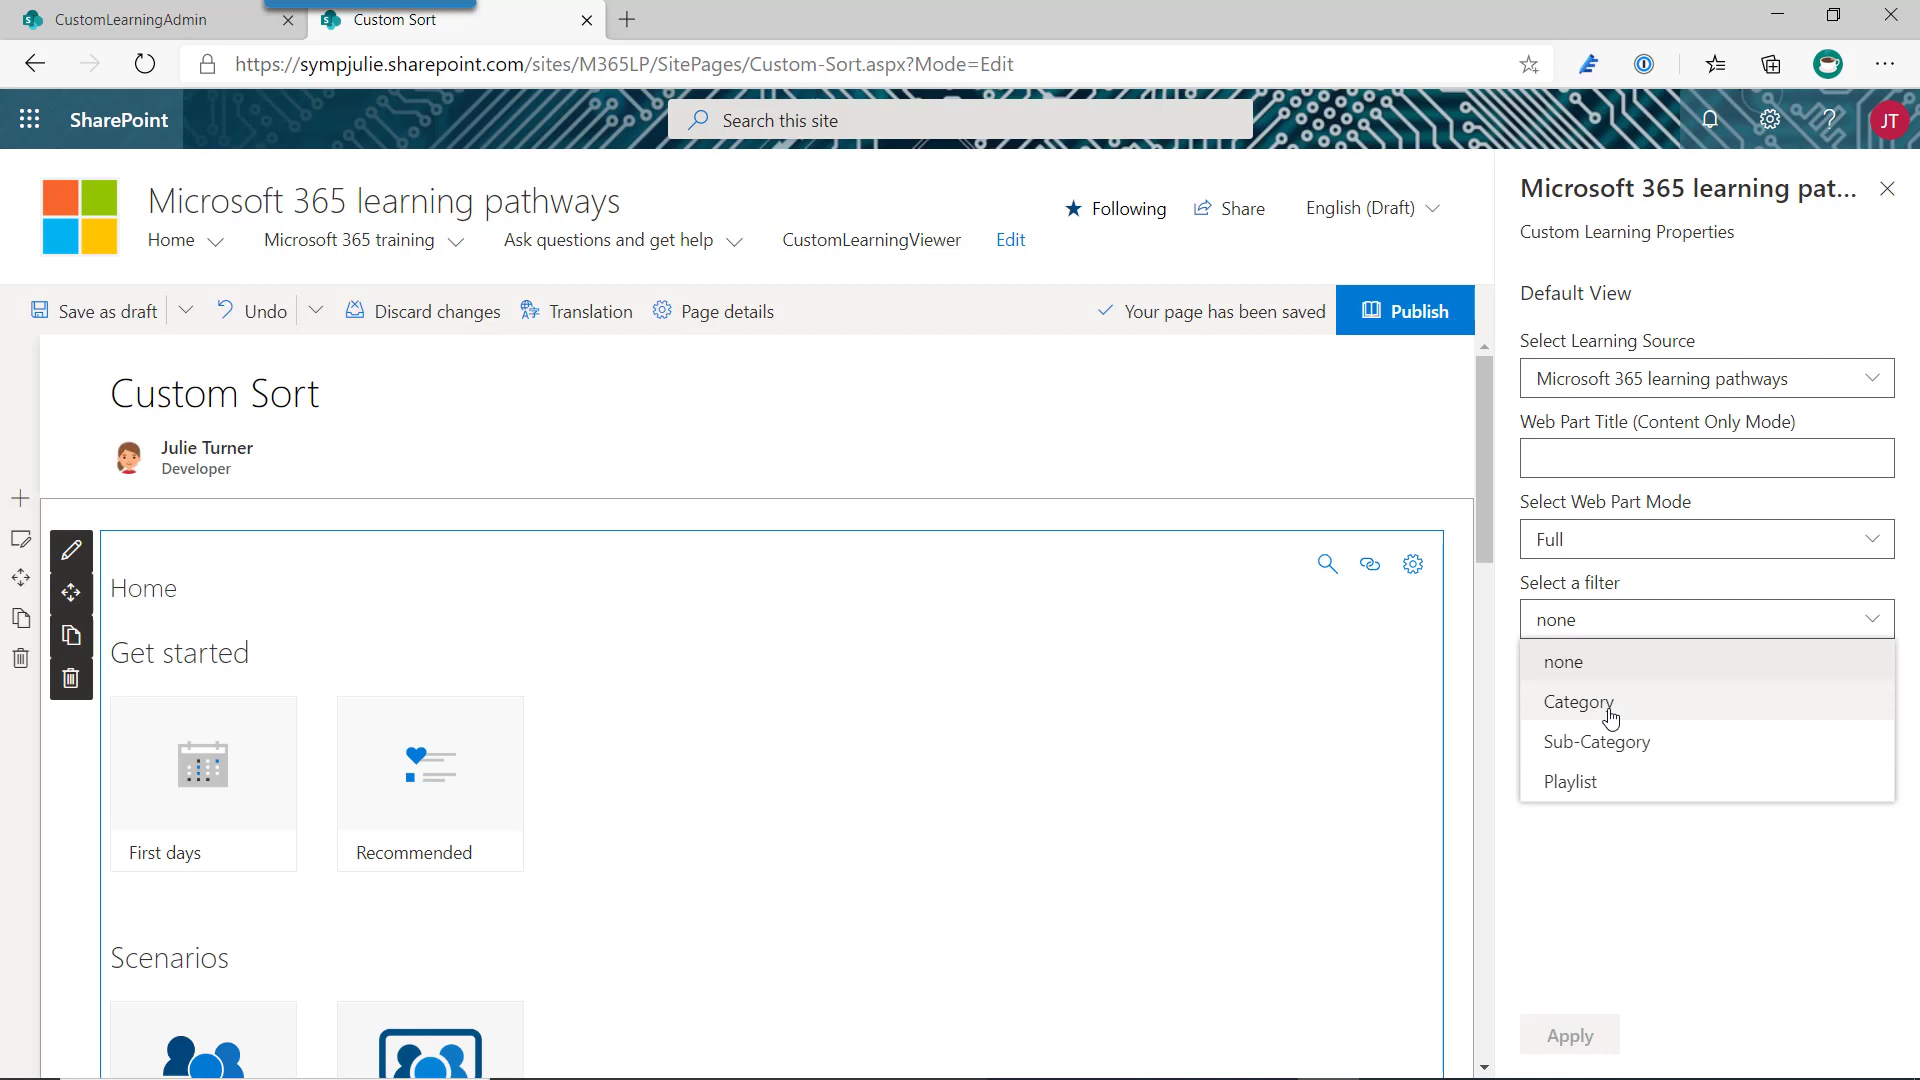 CustomLearningAdmin
Custom Sort
https://sympjulie.sharepoint.com/sites/M365LP/SitePages/Custom-Sort.aspx?Mode=Edit
SharePoint
Search this site
JT
Microsoft 365 learning pathways
Following
Share
English (Draft)
Home
Microsoft 365 training
Ask questions and get help
CustomLearningViewer
Edit
Save as draft
Undo
Discard changes
Translation
Page details
Your page has been saved
Publish
Custom Sort
Julie Turner
Developer
Home
Get started
First days
Recommended
Scenarios
Microsoft 365 learning pat...
Custom Learning Properties
Default View
Select Learning Source
Microsoft 365 learning pathways
Web Part Title (Content Only Mode)
Select Web Part Mode
Full
Select a filter
none
none
Category
Sub-Category
Playlist
Apply